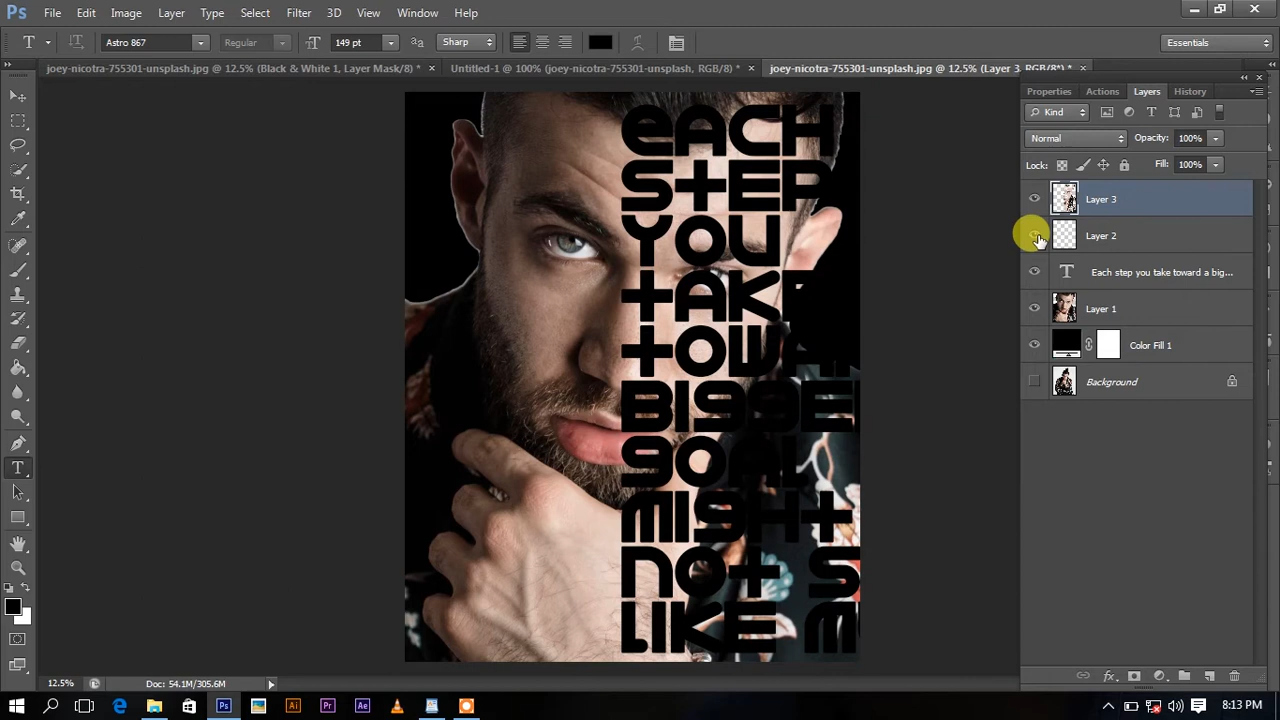 Ps File Edit Image Layer Type Select Filter 3D View Window Help
T Astro 867 Regular 149 pt Sharp Essentials
joey-nicotra-755301-unsplash.jpg @ 12.5% (Black & White 1, Layer Mask/8) * × Untitled-1 @ 100% (joey-nicotra-755301-unsplash, RGB/8) * × joey-nicotra-755301-unsplash.jpg @ 12.5% (Layer 3, RGB/8*) * ×
Properties Actions Layers History
Kind
Normal Opacity: 100%
Lock: Fill: 100%
Layer 3
Layer 2
T Each step you take toward a big...
Layer 1
Color Fill 1
Background
EACH
STEP
YOU
TAK
TOWA
BIGGE
GOAL
MIGHT
NOT S
LIKE M
12.5% Doc: 54.1M/305.6M
Ps Ai Pr Ae 8:13 PM